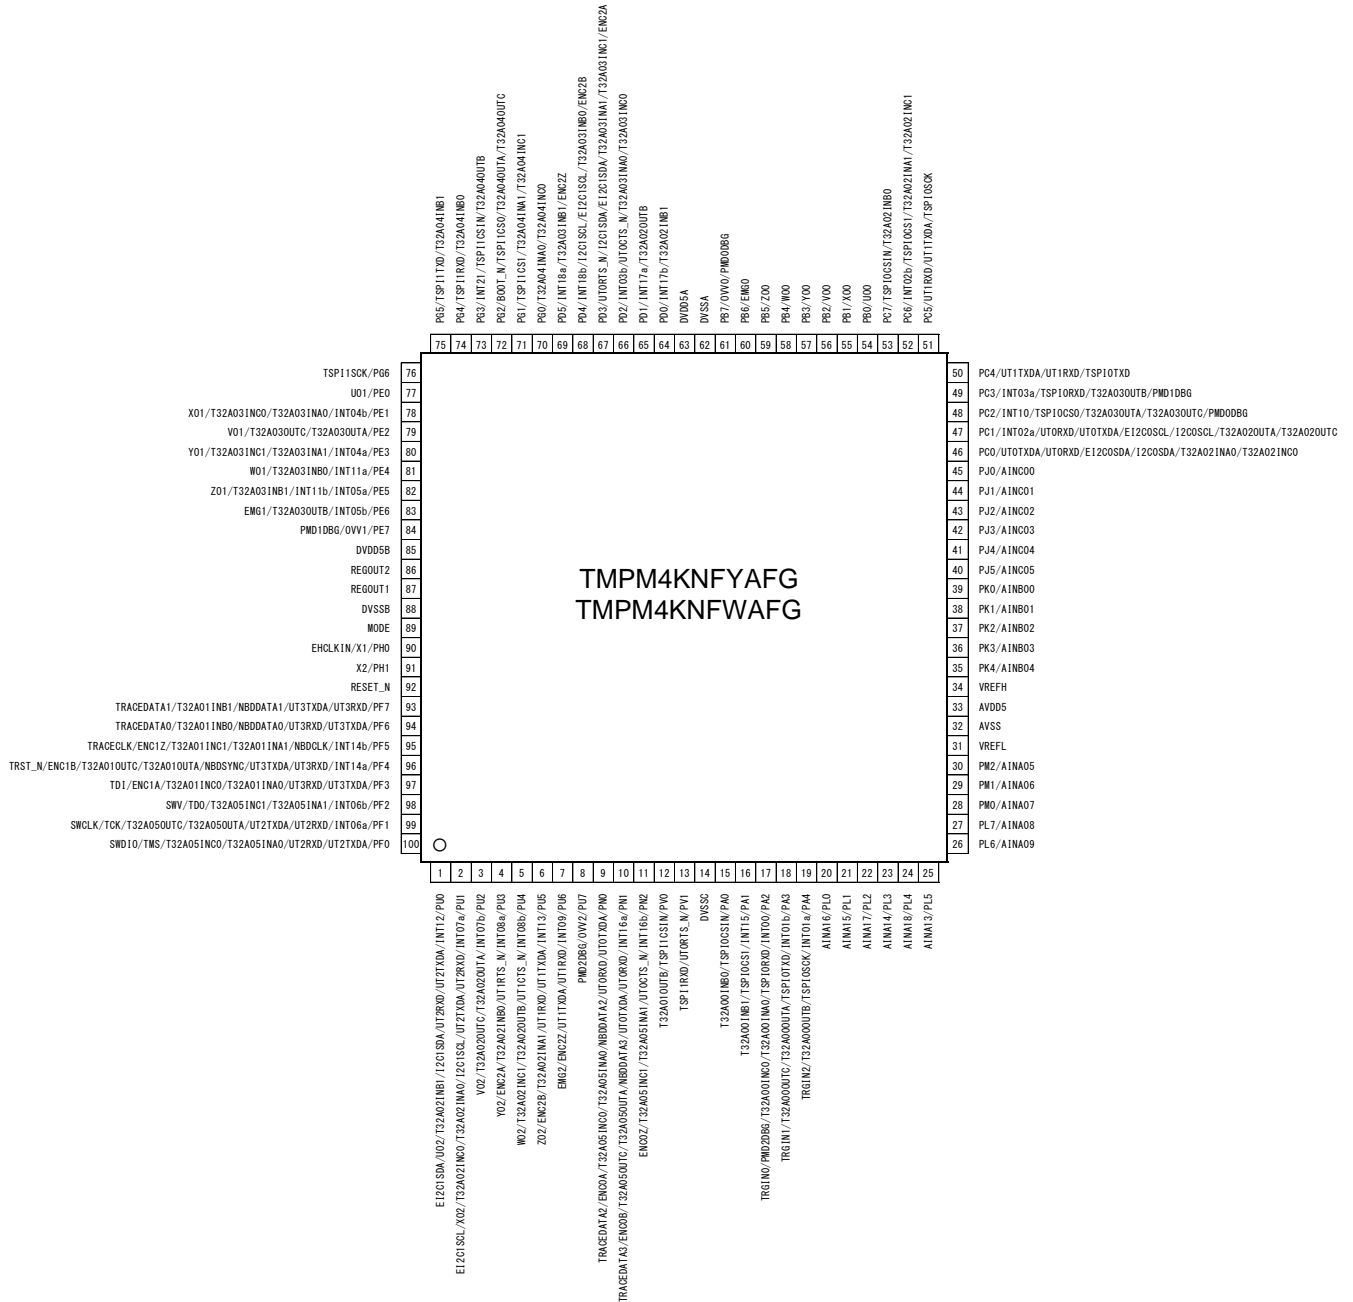 PG5/TSPI1TXD/T32A04INB1
PG4/TSPI1RXD/T32A04INB0
PG3/INT21/TSPI1CSIN/T32A04OUTB
PG2/BOOT_N/TSPI1CS0/T32A04OUTA/T32A04OUTC
PG1/TSPI1CS1/T32A04INA1/T32A04INC1
PG0/T32A04INA0/T32A04INC0
PD5/INT18a/T32A03INB1/ENC2Z
PD4/INT18b/I2C1SCL/EI2C1SCL/T32A03INB0/ENC2B
PD3/UT0RTS_N/I2C1SDA/EI2C1SDA/T32A03INA1/T32A03INC1/ENC2A
PD2/INT03b/UT0CTS_N/T32A03INA0/T32A03INC0
PD1/INT17a/T32A02OUTB
PD0/INT17b/T32A02INB1
DVDD5A
DVSSA
PB7/OVV0/PMD0DBG
PB6/EMG0
PB5/ZO0
PB4/WO0
PB3/YO0
PB2/VO0
PB1/XO0
PB0/UO0
PC7/TSPI0CSIN/T32A02INB0
PC6/INT02b/TSPI0CS1/T32A02INA1/T32A02INC1
PC5/UT1RXD/UT1TXDA/TSPI0SCK
75 74 73 72 71 70 69 68 67 66 65 64 63 62 61 60 59 58 57 56 55 54 53 52 51
TSPI1SCK/PG6 76
UO1/PE0 77
XO1/T32A03INC0/T32A03INA0/INT04b/PE1 78
VO1/T32A03OUTC/T32A03OUTA/PE2 79
YO1/T32A03INC1/T32A03INA1/INT04a/PE3 80
WO1/T32A03INB0/INT11a/PE4 81
ZO1/T32A03INB1/INT11b/INT05a/PE5 82
EMG1/T32A03OUTB/INT05b/PE6 83
PMD1DBG/OVV1/PE7 84
DVDD5B 85
REGOUT2 86
REGOUT1 87
DVSSB 88
MODE 89
EHCLKIN/X1/PH0 90
X2/PH1 91
RESET_N 92
TRACEDATA1/T32A01INB1/NBDDATA1/UT3TXDA/UT3RXD/PF7 93
TRACEDATA0/T32A01INB0/NBDDATA0/UT3RXD/UT3TXDA/PF6 94
TRACECLK/ENC1Z/T32A01INC1/T32A01INA1/NBDCLK/INT14b/PF5 95
TRST_N/ENC1B/T32A01OUTC/T32A01OUTA/NBDSYNC/UT3TXDA/UT3RXD/INT14a/PF4 96
TDI/ENC1A/T32A01INC0/T32A01INA0/UT3RXD/UT3TXDA/PF3 97
SWV/TDO/T32A05INC1/T32A05INA1/INT06b/PF2 98
SWCLK/TCK/T32A05OUTC/T32A05OUTA/UT2TXDA/UT2RXD/INT06a/PF1 99
SWDIO/TMS/T32A05INC0/T32A05INA0/UT2RXD/UT2TXDA/PF0 100
TMPM4KNFYAFG
TMPM4KNFWAFG
50 PC4/UT1TXDA/UT1RXD/TSPI0TXD
49 PC3/INT03a/TSPI0RXD/T32A03OUTB/PMD1DBG
48 PC2/INT10/TSPI0CS0/T32A03OUTA/T32A03OUTC/PMD0DBG
47 PC1/INT02a/UT0RXD/UT0TXDA/EI2C0SCL/I2C0SCL/T32A02OUTA/T32A02OUTC
46 PC0/UT0TXDA/UT0RXD/EI2C0SDA/I2C0SDA/T32A02INA0/T32A02INC0
45 PJ0/AINC00
44 PJ1/AINC01
43 PJ2/AINC02
42 PJ3/AINC03
41 PJ4/AINC04
40 PJ5/AINC05
39 PK0/AINB00
38 PK1/AINB01
37 PK2/AINB02
36 PK3/AINB03
35 PK4/AINB04
34 VREFH
33 AVDD5
32 AVSS
31 VREFL
30 PM2/AINA05
29 PM1/AINA06
28 PM0/AINA07
27 PL7/AINA08
26 PL6/AINA09
1 2 3 4 5 6 7 8 9 10 11 12 13 14 15 16 17 18 19 20 21 22 23 24 25
EI2C1SDA/UO2/T32A02INB1/I2C1SDA/UT2RXD/UT2TXDA/INT12/PU0
EI2C1SCL/XO2/T32A02INC0/T32A02INA0/I2C1SCL/UT2TXDA/UT2RXD/INT07a/PU1
VO2/T32A02OUTC/T32A02OUTA/INT07b/PU2
YO2/ENC2A/T32A02INB0/UT1RTS_N/INT08a/PU3
WO2/T32A02INC1/T32A02OUTB/UT1CTS_N/INT08b/PU4
ZO2/ENC2B/T32A02INA1/UT1RXD/UT1TXDA/INT13/PU5
EMG2/ENC2Z/UT1TXDA/UT1RXD/INT09/PU6
PMD2DBG/OVV2/PU7
TRACEDATA2/ENC0A/T32A05INC0/T32A05INA0/NBDDATA2/UT0RXD/UT0TXDA/PN0
TRACEDATA3/ENC0B/T32A05OUTC/T32A05OUTA/NBDDATA3/UT0TXDA/UT0RXD/INT16a/PN1
ENC0Z/T32A05INC1/T32A05INA1/UT0CTS_N/INT16b/PN2
T32A01OUTB/TSPI1CSIN/PV0
TSPI1RXD/UT0RTS_N/PV1
DVSSC
T32A00INB0/TSPI0CSIN/PA0
T32A00INB1/TSPI0CS1/INT15/PA1
TRGIN0/PMD2DBG/T32A00INC0/T32A00INA0/TSPI0RXD/INT00/PA2
TRGIN1/T32A00OUTC/T32A00OUTA/TSPI0TXD/INT01b/PA3
TRGIN2/T32A00OUTB/TSPI0SCK/INT01a/PA4
AINA16/PL0
AINA15/PL1
AINA17/PL2
AINA14/PL3
AINA18/PL4
AINA13/PL5